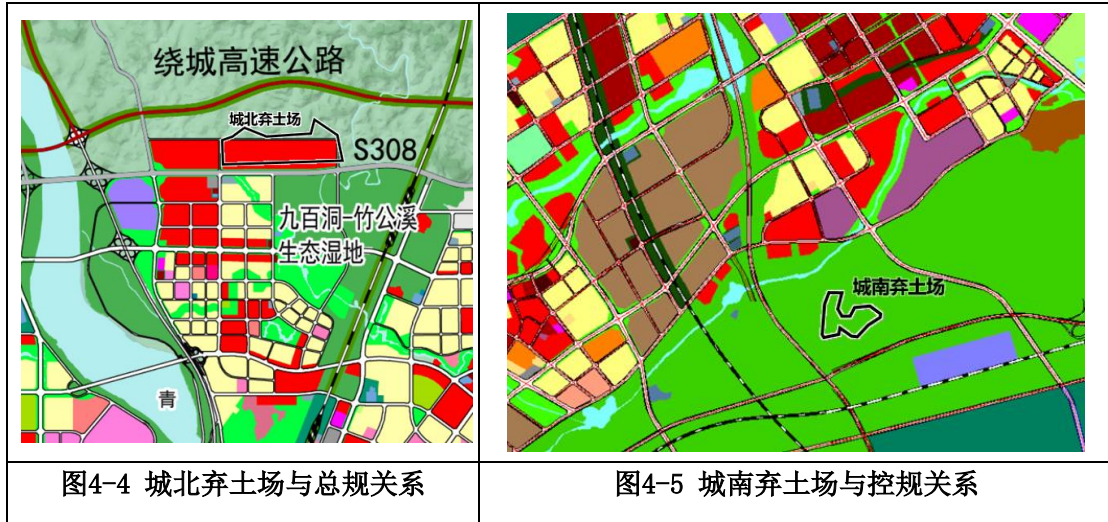 绕城高速公路
城北弃土场
S308
九百洞-竹公溪
生态湿地
青
城南弃土场
图4-4 城北弃土场与总规关系
图4-5 城南弃土场与控规关系